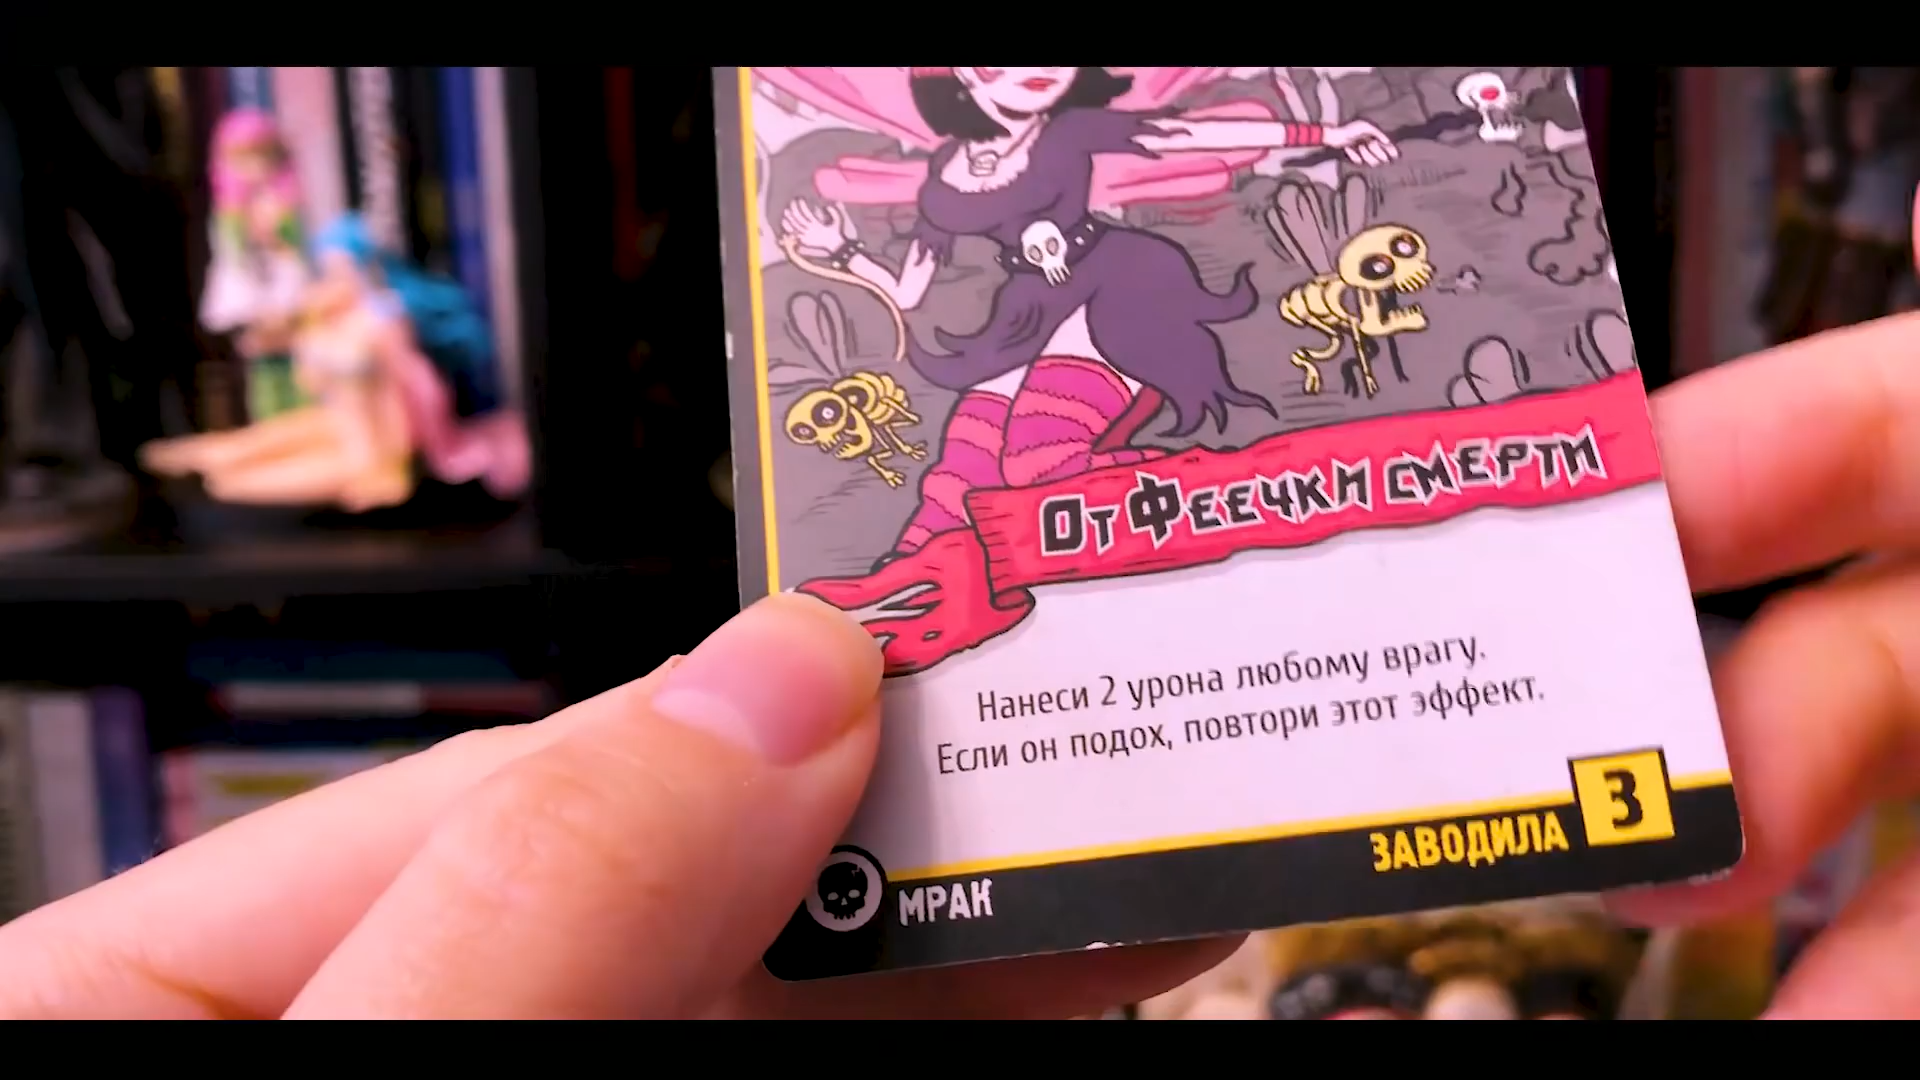 От Феечки смерти
Нанеси 2 урона любому врагу.
Если он подох, повтори этот эффект.
ЗАВОДИЛА 3
МРАК